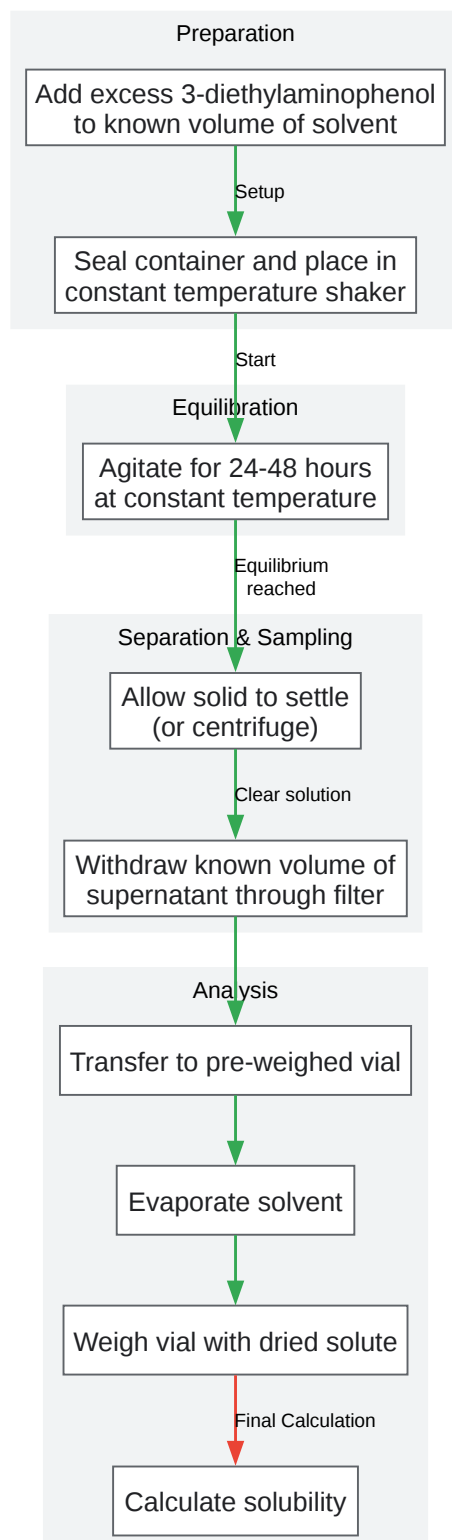 Preparation
Add excess 3-diethylaminophenol
to known volume of solvent
Setup
Seal container and place in
constant temperature shaker
Start
Equilibration
Agitate for 24-48 hours
at constant temperature
Equilibrium
reached
Separation & Sampling
Allow solid to settle
(or centrifuge)
Clear solution
Withdraw known volume of
supernatant through filter
Analysis
Transfer to pre-weighed vial
Evaporate solvent
Weigh vial with dried solute
Final Calculation
Calculate solubility